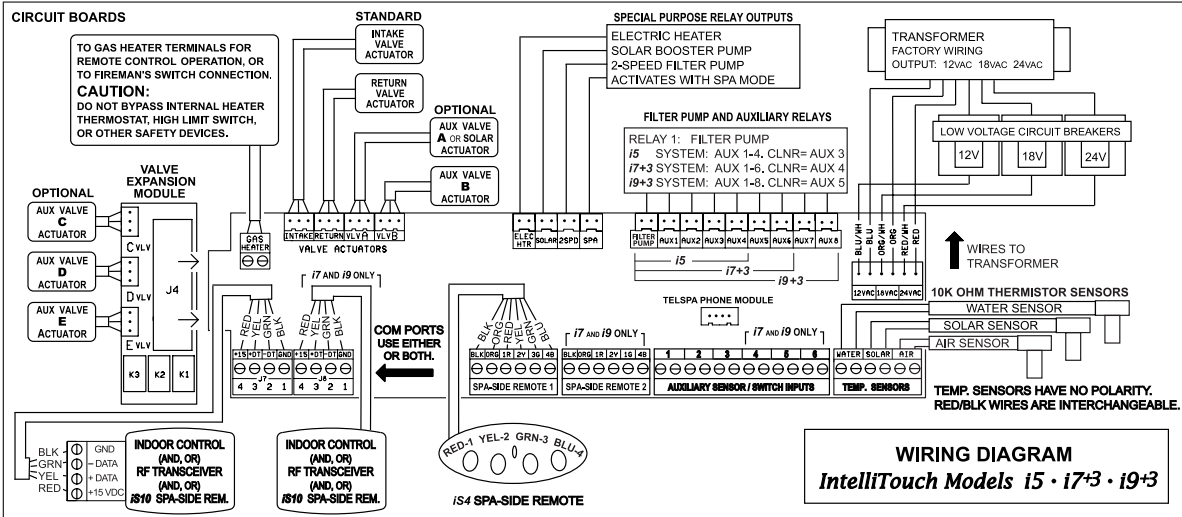 CIRCUIT BOARDS
TO GAS HEATER TERMINALS FOR
REMOTE CONTROL OPERATION, OR
TO FIREMAN'S SWITCH CONNECTION.
CAUTION:
DO NOT BYPASS INTERNAL HEATER
THERMOSTAT, HIGH LIMIT SWITCH,
OR OTHER SAFETY DEVICES.
STANDARD
INTAKE
VALVE
ACTUATOR
RETURN
VALVE
ACTUATOR
OPTIONAL
AUX VALVE
A OR SOLAR
ACTUATOR
AUX VALVE
B
ACTUATOR
SPECIAL PURPOSE RELAY OUTPUTS
ELECTRIC HEATER
SOLAR BOOSTER PUMP
2-SPEED FILTER PUMP
ACTIVATES WITH SPA MODE
FILTER PUMP AND AUXILIARY RELAYS
RELAY 1: FILTER PUMP
i5 SYSTEM: AUX 1-4. CLNR= AUX 3
i7+3 SYSTEM: AUX 1-6. CLNR= AUX 4
i9+3 SYSTEM: AUX 1-8. CLNR= AUX 5
TRANSFORMER
FACTORY WIRING
OUTPUT: 12VAC 18VAC 24VAC
LOW VOLTAGE CIRCUIT BREAKERS
12V 18V 24V
BLU/WH
BLU
ORG/WH
ORG
RED/WH
RED
12VAC 18VAC 24VAC
WIRES TO
TRANSFORMER
OPTIONAL
AUX VALVE
C
ACTUATOR
AUX VALVE
D
ACTUATOR
AUX VALVE
E
ACTUATOR
VALVE
EXPANSION
MODULE
C VLV
D VLV
E VLV
J4
K3 K2 K1
GAS
HEATER
INTAKE RETURN VLV A VLV B
VALVE ACTUATORS
ELEC
HTR
SOLAR 2SPD SPA
FILTER
PUMP
AUX1 AUX2 AUX3 AUX4 AUX5 AUX6 AUX7 AUX8
i5
i7+3
i9+3
TELSPA PHONE MODULE
i7 AND i9 ONLY
RED
YEL
GRN
BLK
+15 +DT -DT GND
J7
4 3 2 1
RED
YEL
GRN
BLK
+15 +DT -DT GND
J8
4 3 2 1
COM PORTS
USE EITHER
OR BOTH.
BLK
ORG
RED
YEL
GRN
BLU
BLK ORG 1R 2Y 3G 4B
SPA-SIDE REMOTE 1
i7 AND i9 ONLY
BLK ORG 1R 2Y 1G 4B
SPA-SIDE REMOTE 2
i7 AND i9 ONLY
1 2 3 4 5 6
AUXILIARY SENSOR / SWITCH INPUTS
WATER SOLAR AIR
TEMP. SENSORS
10K OHM THERMISTOR SENSORS
WATER SENSOR
SOLAR SENSOR
AIR SENSOR
TEMP. SENSORS HAVE NO POLARITY.
RED/BLK WIRES ARE INTERCHANGEABLE.
BLK GND
GRN – DATA
YEL + DATA
RED +15 VDC
INDOOR CONTROL
(AND, OR)
RF TRANSCEIVER
(AND, OR)
iS10 SPA-SIDE REM.
INDOOR CONTROL
(AND, OR)
RF TRANSCEIVER
(AND, OR)
iS10 SPA-SIDE REM.
RED-1 YEL-2 GRN-3 BLU-4
iS4 SPA-SIDE REMOTE
WIRING DIAGRAM
IntelliTouch Models i5 · i7+3 · i9+3